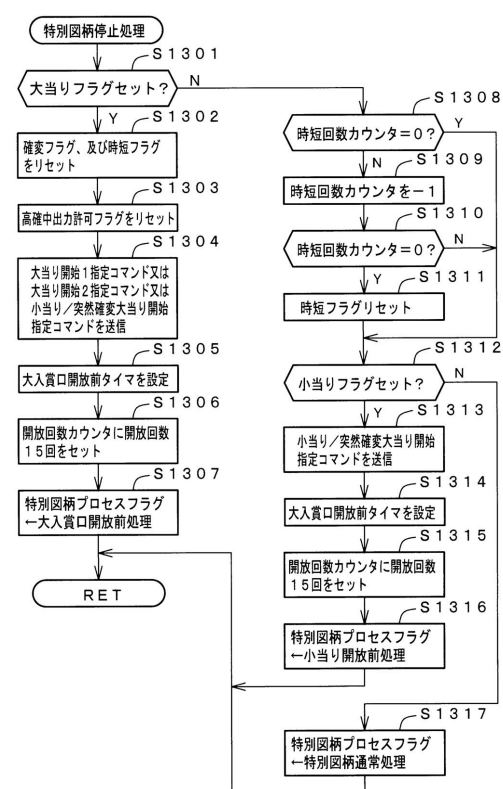 特別図柄停止処理
S1301
大当りフラグセット？
N
Y
S1302
確変フラグ、及び時短フラグ
をリセット
S1303
高確中出力許可フラグをリセット
S1304
大当り開始1指定コマンド又は
大当り開始2指定コマンド又は
小当り／突然確変大当り開始
指定コマンドを送信
S1305
大入賞口開放前タイマを設定
S1306
開放回数カウンタに開放回数
15回をセット
S1307
特別図柄プロセスフラグ
←大入賞口開放前処理
RET
S1308
時短回数カウンタ＝0？
Y
N
S1309
時短回数カウンタを－1
S1310
時短回数カウンタ＝0？
N
Y
S1311
時短フラグリセット
S1312
小当りフラグセット？
N
Y
S1313
小当り／突然確変大当り開始
指定コマンドを送信
S1314
大入賞口開放前タイマを設定
S1315
開放回数カウンタに開放回数
15回をセット
S1316
特別図柄プロセスフラグ
←小当り開放前処理
S1317
特別図柄プロセスフラグ
←特別図柄通常処理